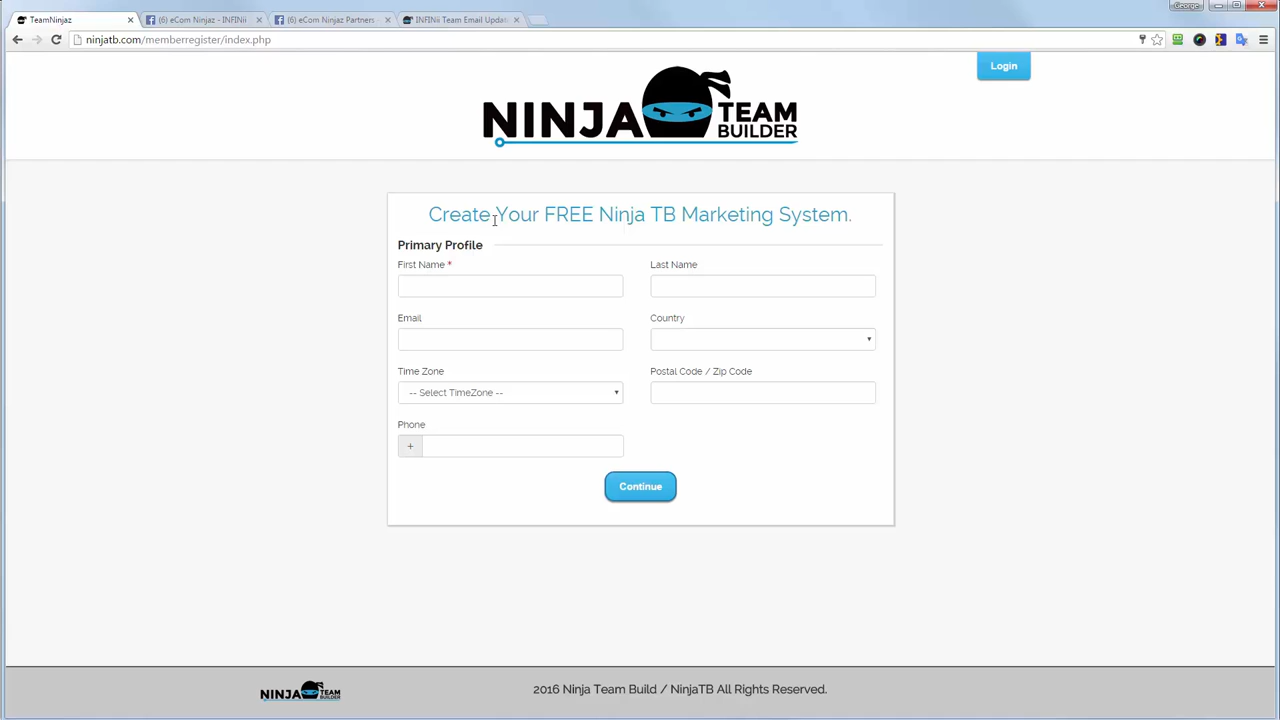 George
TeamNinjaz
(6) eCom Ninjaz - INFINii
(6) eCom Ninjaz Partners
INFINii Team Email Updat
ninjatb.com/memberregister/index.php
Login
NINJA TEAM BUILDER
Create Your FREE Ninja TB Marketing System.
Primary Profile
First Name *
Last Name
Email
Country
Time Zone
Postal Code / Zip Code
-- Select TimeZone --
Phone
+
Continue
NINJA TEAM BUILDER
2016 Ninja Team Build / NinjaTB All Rights Reserved.